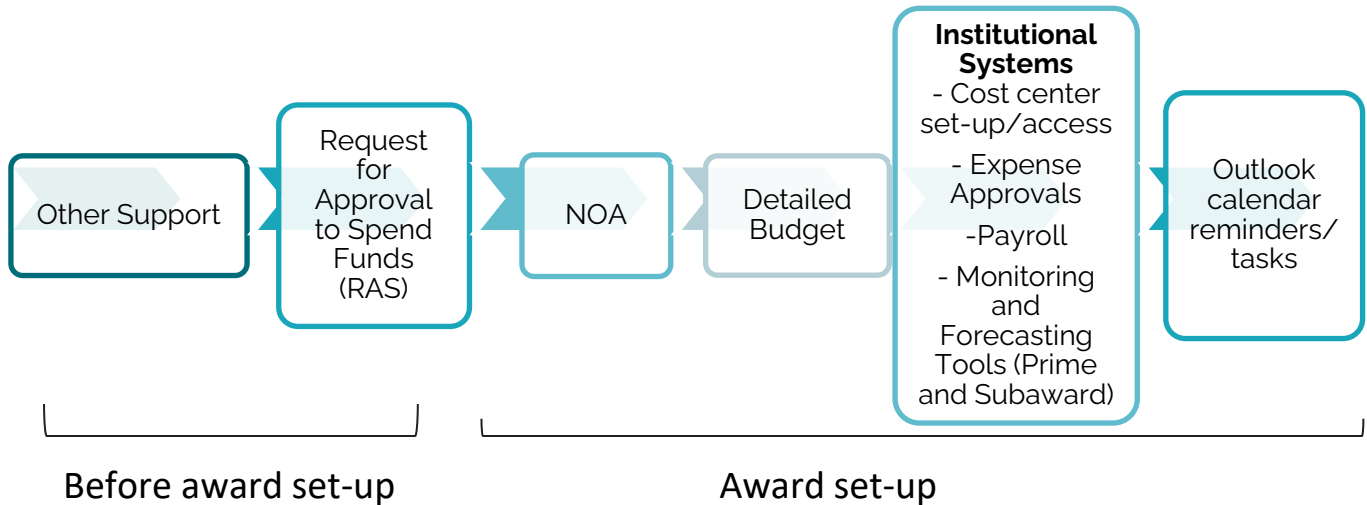 Other Support
Request
for
Approval
to Spend
Funds
(RAS)
NOA
Detailed
Budget
Institutional
Systems
- Cost center
set-up/access
- Expense
Approvals
-Payroll
- Monitoring
and
Forecasting
Tools (Prime
and Subaward)
Outlook
calendar
reminders/
tasks
Before award set-up
Award set-up